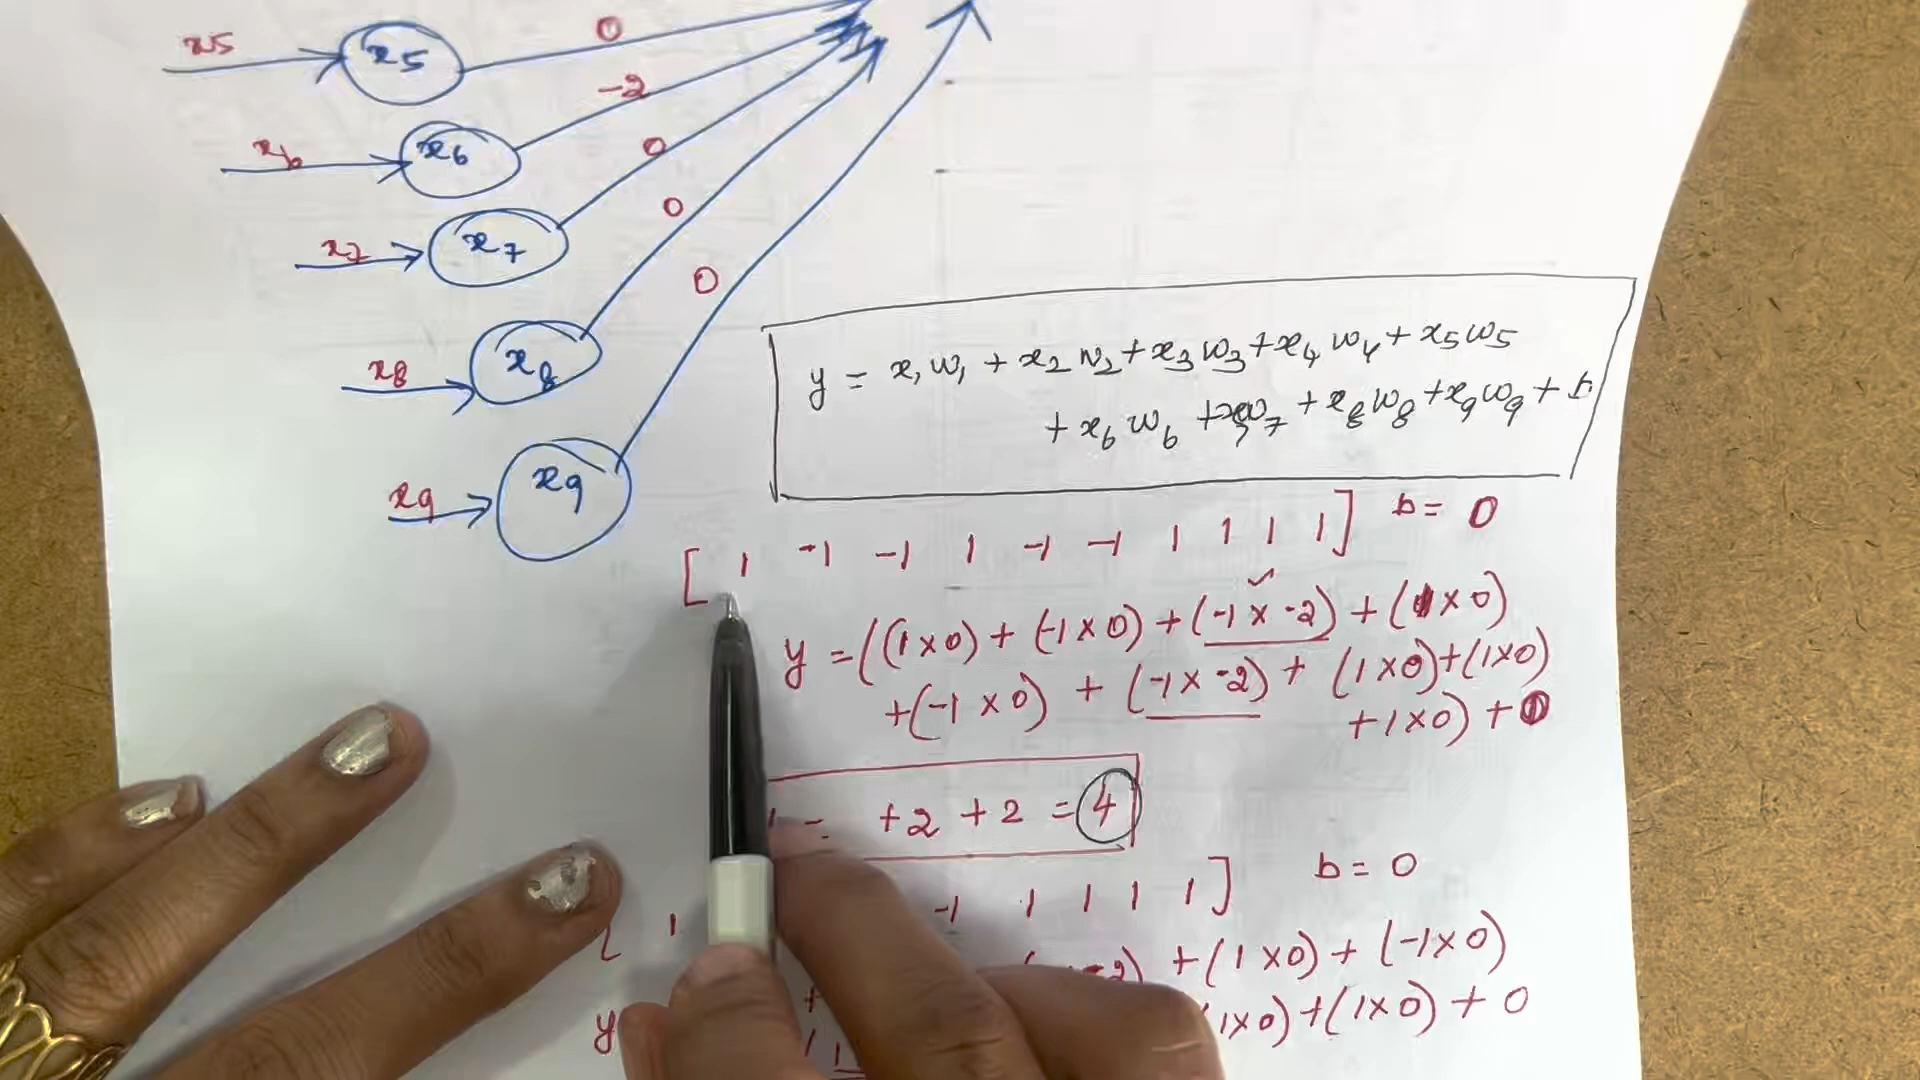 x5 x5 0
x6 x6 -2
x7 x7 0
x8 x8 0
x9 x9 0
y = x1w1 + x2w2 + x3w3 + x4w4 + x5w5
+ x6w6 + x7w7 + x8w8 + x9w9 + b
[ 1 -1 -1 1 -1 -1 1 1 1 1 ] b = 0
y = ((1×0) + (-1×0) + (-1 × -2) + (1×0)
+(-1×0) + (-1× -2) + (1×0)+(1×0)
+1×0) + 0
+2 +2 = 4
[ 1 -1 1 1 1 1 ] b = 0
-2) +(1×0) + (-1×0)
y (1×0)+(1×0) + 0